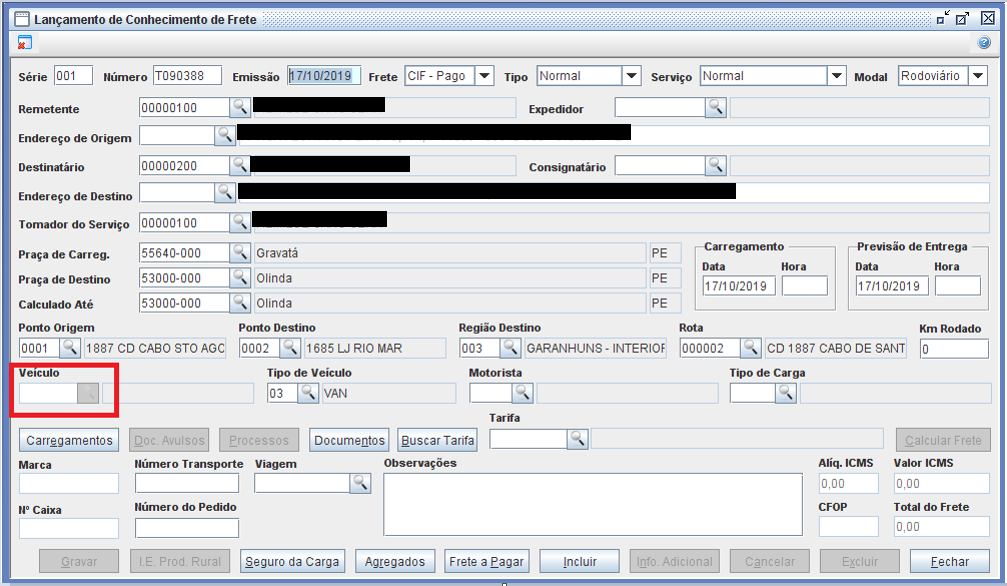 Lançamento de Conhecimento de Frete
Série 001 Número T090388 Emissão 17/10/2019 Frete CIF - Pago Tipo Normal Serviço Normal Modal Rodoviário
Remetente 00000100 Expedidor
Endereço de Origem
Destinatário 00000200 Consignatário
Endereço de Destino
Tomador do Serviço 00000100
Praça de Carreg. 55640-000 Gravatá PE
Praça de Destino 53000-000 Olinda PE
Calculado Até 53000-000 Olinda PE
Carregamento Previsão de Entrega
Data Hora Data Hora
17/10/2019 17/10/2019
Ponto Origem Ponto Destino Região Destino Rota Km Rodado
0001 1887 CD CABO STO AGC 0002 1685 LJ RIO MAR 003 GARANHUNS - INTERIOR 000002 CD 1887 CABO DE SANT 0
Veículo Tipo de Veículo Motorista Tipo de Carga
03 VAN
Tarifa
Carregamentos Doc. Avulsos Processos Documentos Buscar Tarifa Calcular Frete
Marca Número Transporte Viagem Observações Alíq. ICMS Valor ICMS
0,00 0,00
Nº Caixa Número do Pedido CFOP Total do Frete
0,00
Gravar I.E. Prod. Rural Seguro da Carga Agregados Frete a Pagar Incluir Info. Adicional Cancelar Excluir Fechar